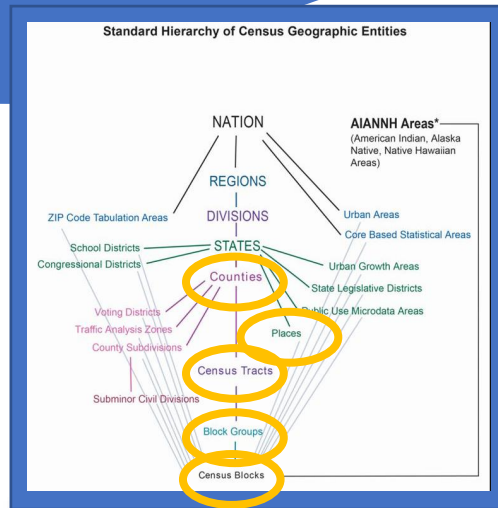 Standard Hierarchy of Census Geographic Entities
NATION
AIANNH Areas*
(American Indian, Alaska
Native, Native Hawaiian
Areas)
REGIONS
ZIP Code Tabulation Areas
DIVISIONS
Urban Areas
Core Based Statistical Areas
School Districts
STATES
Congressional Districts
Urban Growth Areas
Counties
State Legislative Districts
Voting Districts
Public Use Microdata Areas
Traffic Analysis Zones
Places
County Subdivisions
Census Tracts
Subminor Civil Divisions
Block Groups
Census Blocks